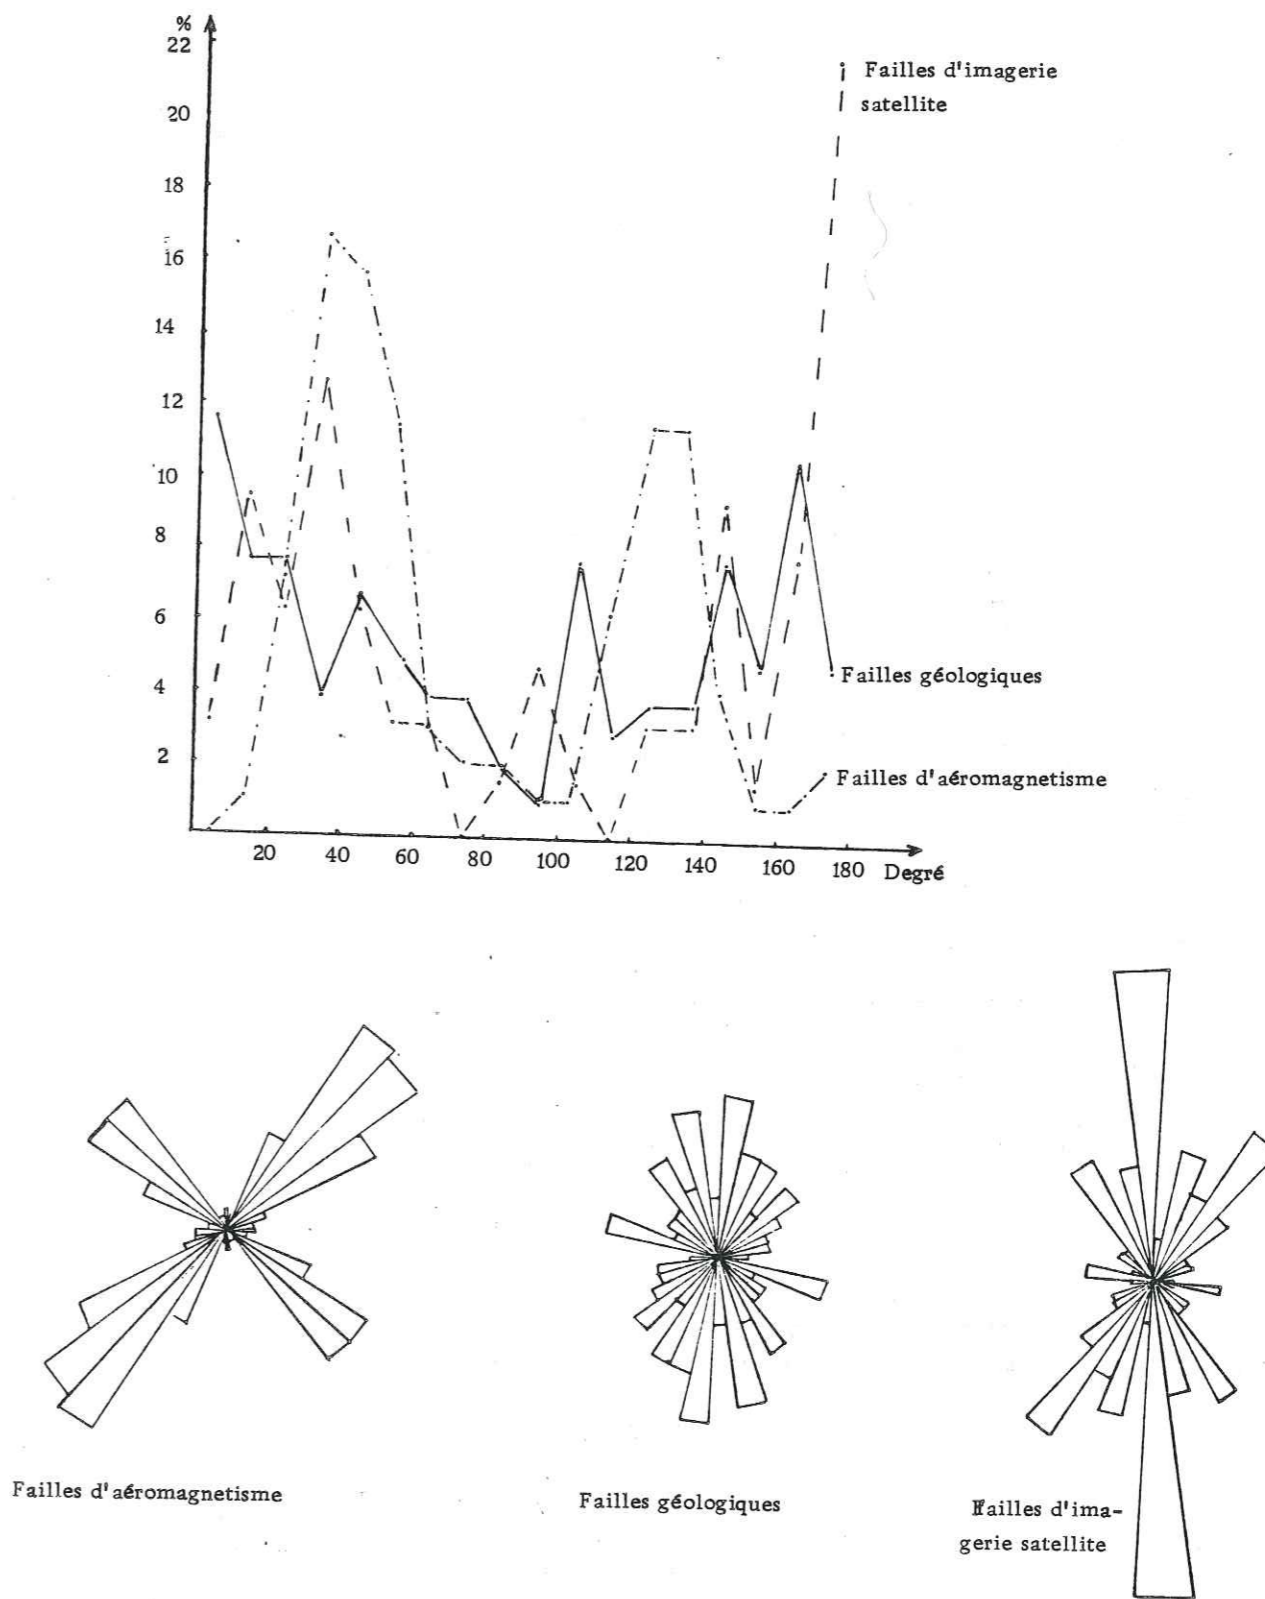 %
22
20
18
16
14
12
10
8
6
4
2
20 40 60 80 100 120 140 160 180 Degré
Failles d'imagerie
satellite
Failles géologiques
Failles d'aéromagnetisme
Failles d'aéromagnetisme
Failles géologiques
Failles d'ima-
gerie satellite